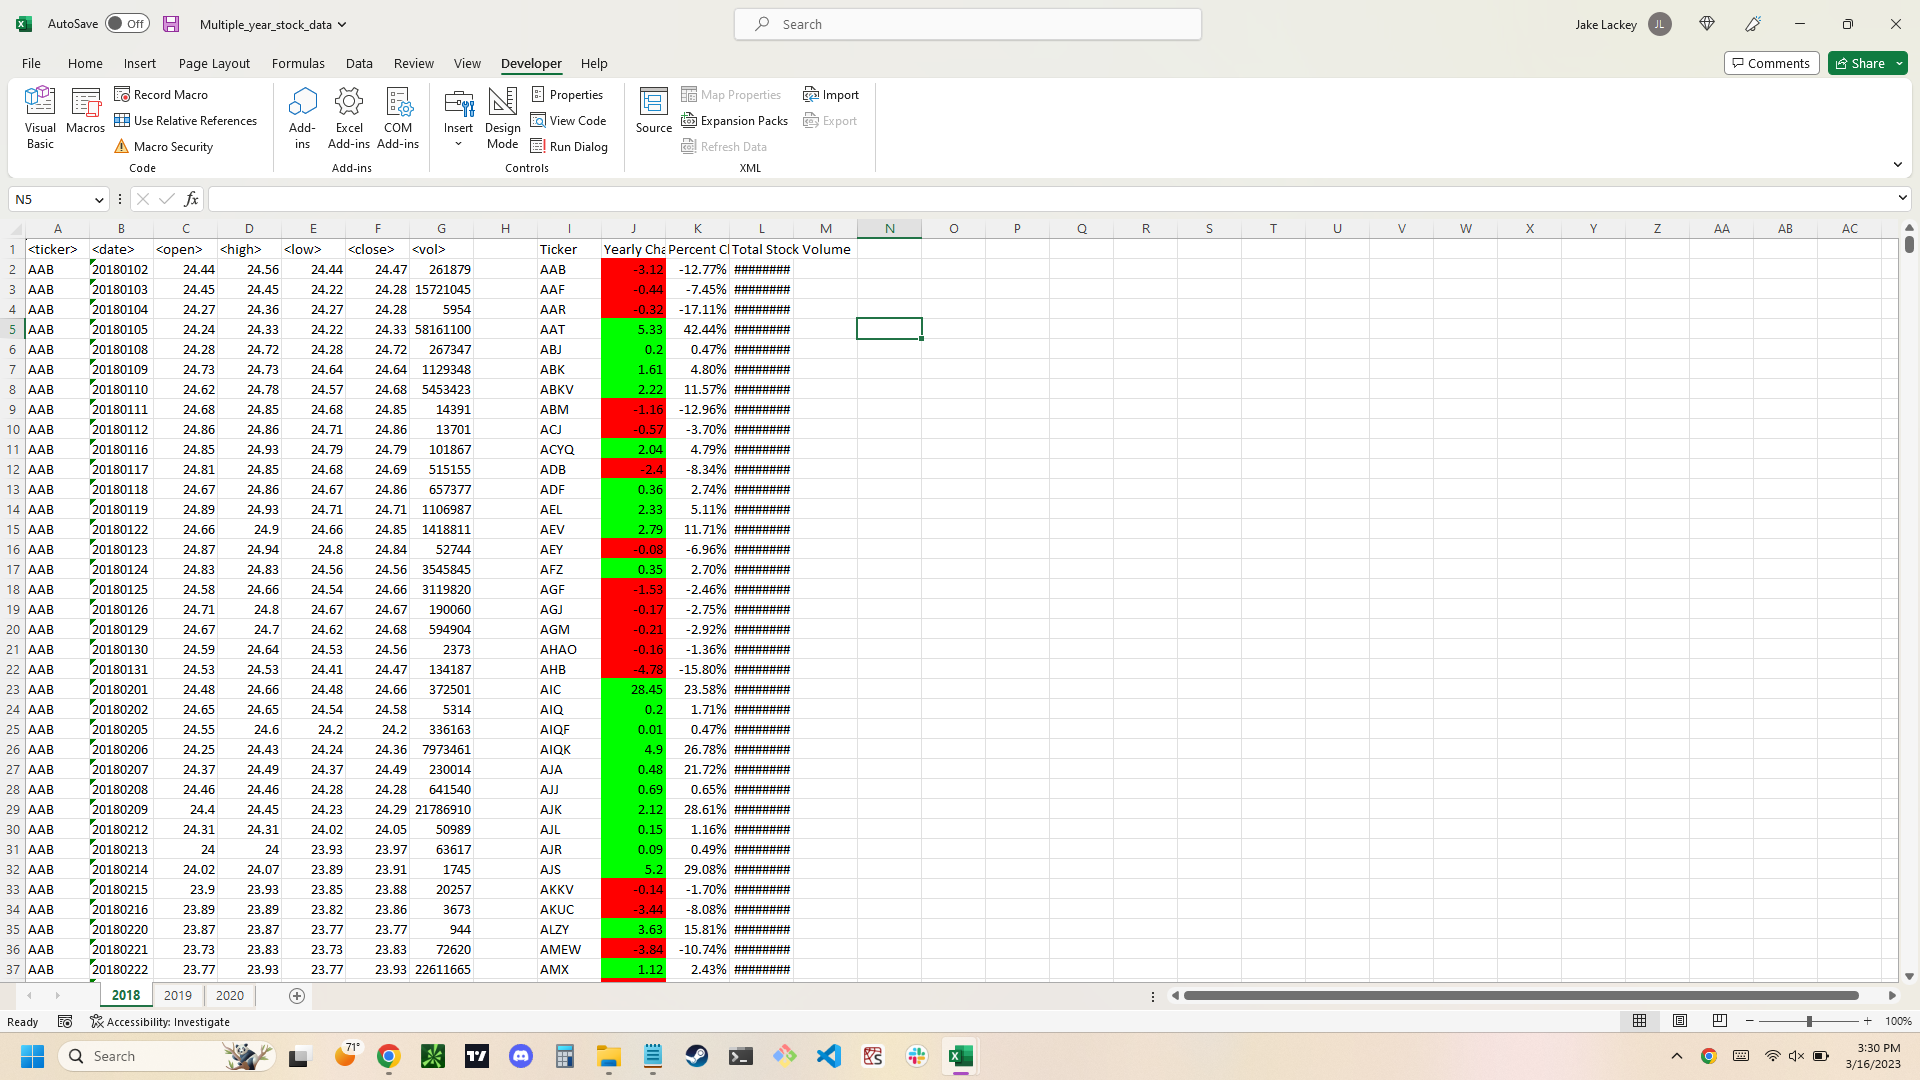 AutoSave Off Multiple_year_stock_data Search Jake Lackey JL
File Home Insert Page Layout Formulas Data Review View Developer Help Comments Share
Visual Basic Macros Record Macro Use Relative References Macro Security Code
Add-ins Excel Add-ins COM Add-ins Add-ins
Insert Design Mode Properties View Code Run Dialog Controls
Source Map Properties Expansion Packs Refresh Data Import Export XML
N5 fx
A B C D E F G H I J K L M N O P Q R S T U V W X Y Z AA AB AC
1 <ticker> <date> <open> <high> <low> <close> <vol> Ticker Yearly Cha Percent Cl Total Stock Volume
2 AAB 20180102 24.44 24.56 24.44 24.47 261879 AAB -3.12 -12.77% ########
3 AAB 20180103 24.45 24.45 24.22 24.28 15721045 AAF -0.44 -7.45% ########
4 AAB 20180104 24.27 24.36 24.27 24.28 5954 AAR -0.32 -17.11% ########
5 AAB 20180105 24.24 24.33 24.22 24.33 58161100 AAT 5.33 42.44% ########
6 AAB 20180108 24.28 24.72 24.28 24.72 267347 ABJ 0.2 0.47% ########
7 AAB 20180109 24.73 24.73 24.64 24.64 1129348 ABK 1.61 4.80% ########
8 AAB 20180110 24.62 24.78 24.57 24.68 5453423 ABKV 2.22 11.57% ########
9 AAB 20180111 24.68 24.85 24.68 24.85 14391 ABM -1.16 -12.96% ########
10 AAB 20180112 24.86 24.86 24.71 24.86 13701 ACJ -0.57 -3.70% ########
11 AAB 20180116 24.85 24.93 24.79 24.79 101867 ACYQ 2.04 4.79% ########
12 AAB 20180117 24.81 24.85 24.68 24.69 515155 ADB -2.4 -8.34% ########
13 AAB 20180118 24.67 24.86 24.67 24.86 657377 ADF 0.36 2.74% ########
14 AAB 20180119 24.89 24.93 24.71 24.71 1106987 AEL 2.33 5.11% ########
15 AAB 20180122 24.66 24.9 24.66 24.85 1418811 AEV 2.79 11.71% ########
16 AAB 20180123 24.87 24.94 24.8 24.84 52744 AEY -0.08 -6.96% ########
17 AAB 20180124 24.83 24.83 24.56 24.56 3545845 AFZ 0.35 2.70% ########
18 AAB 20180125 24.58 24.66 24.54 24.66 3119820 AGF -1.53 -2.46% ########
19 AAB 20180126 24.71 24.8 24.67 24.67 190060 AGJ -0.17 -2.75% ########
20 AAB 20180129 24.67 24.7 24.62 24.68 594904 AGM -0.21 -2.92% ########
21 AAB 20180130 24.59 24.64 24.53 24.56 2373 AHAO -0.16 -1.36% ########
22 AAB 20180131 24.53 24.53 24.41 24.47 134187 AHB -4.78 -15.80% ########
23 AAB 20180201 24.48 24.66 24.48 24.66 372501 AIC 28.45 23.58% ########
24 AAB 20180202 24.65 24.65 24.54 24.58 5314 AIQ 0.2 1.71% ########
25 AAB 20180205 24.55 24.6 24.2 24.2 336163 AIQF 0.01 0.47% ########
26 AAB 20180206 24.25 24.43 24.24 24.36 7973461 AIQK 4.9 26.78% ########
27 AAB 20180207 24.37 24.49 24.37 24.49 230014 AJA 0.48 21.72% ########
28 AAB 20180208 24.46 24.46 24.28 24.28 641540 AJJ 0.69 0.65% ########
29 AAB 20180209 24.4 24.45 24.23 24.29 21786910 AJK 2.12 28.61% ########
30 AAB 20180212 24.31 24.31 24.02 24.05 50989 AJL 0.15 1.16% ########
31 AAB 20180213 24 24 23.93 23.97 63617 AJR 0.09 0.49% ########
32 AAB 20180214 24.02 24.07 23.89 23.91 1745 AJS 5.2 29.08% ########
33 AAB 20180215 23.9 23.93 23.85 23.88 20257 AKKV -0.14 -1.70% ########
34 AAB 20180216 23.89 23.89 23.82 23.86 3673 AKUC -3.44 -8.08% ########
35 AAB 20180220 23.87 23.87 23.77 23.77 944 ALZY 3.63 15.81% ########
36 AAB 20180221 23.73 23.83 23.73 23.83 72620 AMEW -3.84 -10.74% ########
37 AAB 20180222 23.77 23.93 23.77 23.93 22611665 AMX 1.12 2.43% ########
2018 2019 2020
Ready Accessibility: Investigate 100%
Search 71° 3:30 PM
3/16/2023